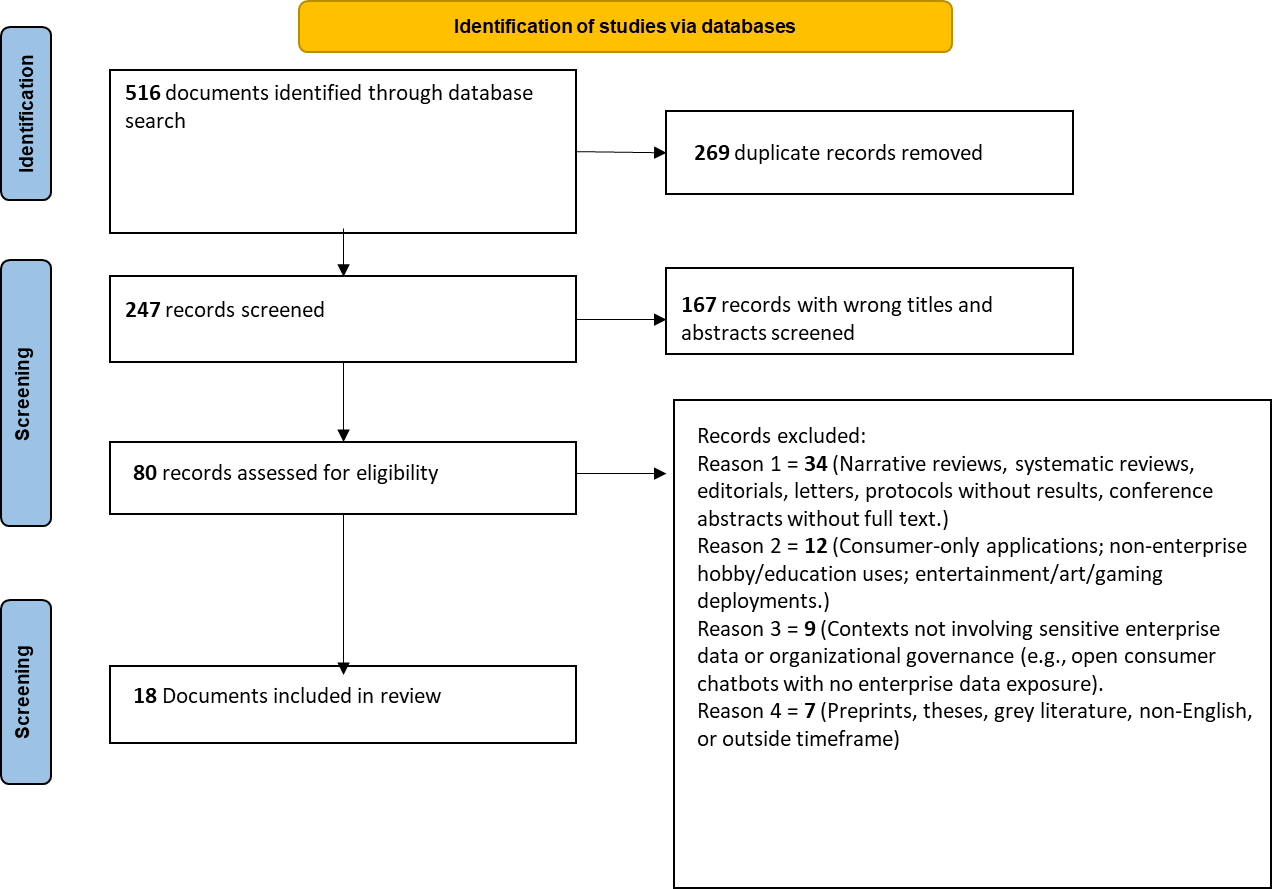 Identification of studies via databases
Identification
516 documents identified through database
search
269 duplicate records removed
Screening
247 records screened
167 records with wrong titles and
abstracts screened
80 records assessed for eligibility
Records excluded:
Reason 1 = 34 (Narrative reviews, systematic reviews,
editorials, letters, protocols without results, conference
abstracts without full text.)
Reason 2 = 12 (Consumer-only applications; non-enterprise
hobby/education uses; entertainment/art/gaming
deployments.)
Reason 3 = 9 (Contexts not involving sensitive enterprise
data or organizational governance (e.g., open consumer
chatbots with no enterprise data exposure).
Reason 4 = 7 (Preprints, theses, grey literature, non-English,
or outside timeframe)
Screening
18 Documents included in review